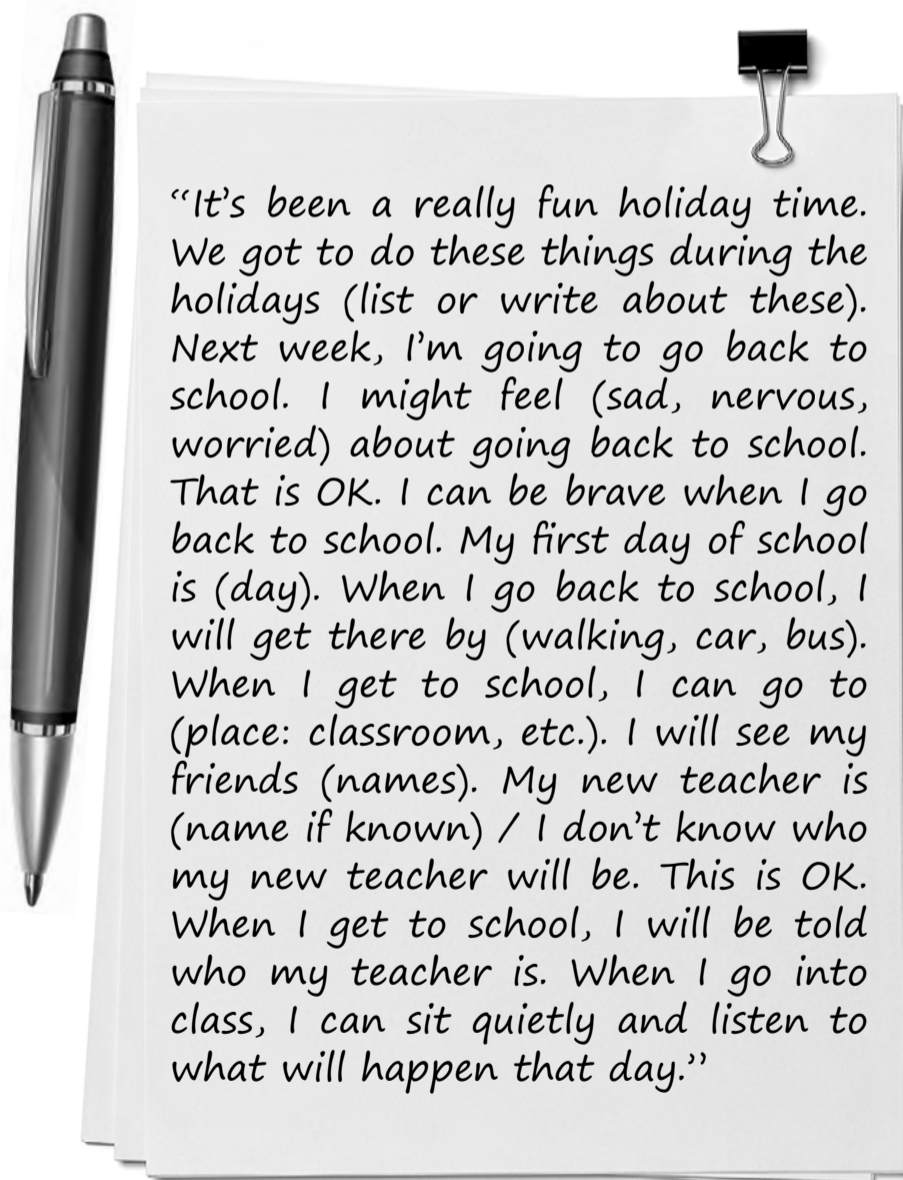 “It’s been a really fun holiday time.
We got to do these things during the
holidays (list or write about these).
Next week, I’m going to go back to
school. I might feel (sad, nervous,
worried) about going back to school.
That is OK. I can be brave when I go
back to school. My first day of school
is (day). When I go back to school, I
will get there by (walking, car, bus).
When I get to school, I can go to
(place: classroom, etc.). I will see my
friends (names). My new teacher is
(name if known) / I don’t know who
my new teacher will be. This is OK.
When I get to school, I will be told
who my teacher is. When I go into
class, I can sit quietly and listen to
what will happen that day.”